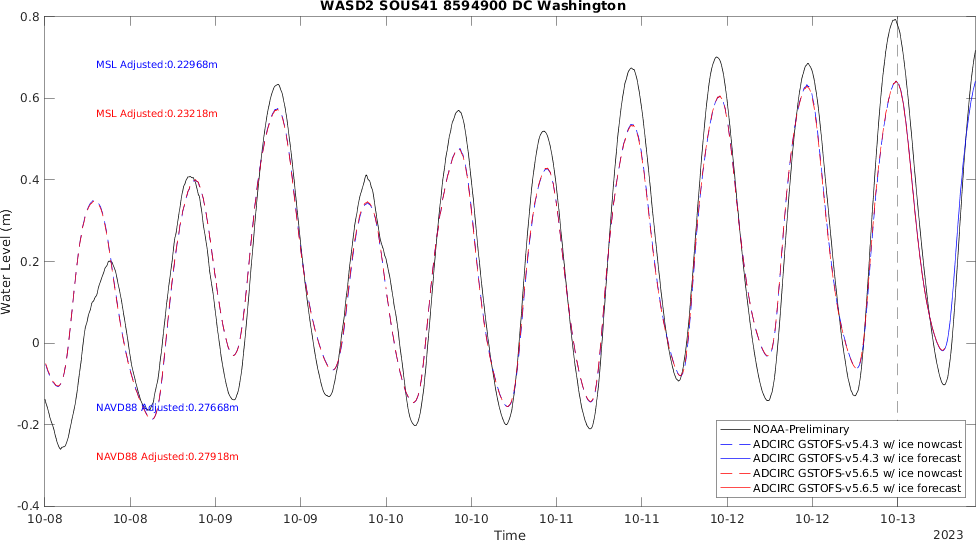 WASD2 SOUS41 8594900 DC Washington
0.8
MSL Adjusted:0.22968m
0.6
MSL Adjusted:0.23218m
0.4
Water Level (m)
0.2
0
NAVD88 Adjusted:0.27668m
-0.2
NOAA-Preliminary
ADCIRC GSTOFS-v5.4.3 w/ ice nowcast
NAVD88 Adjusted:0.27918m
ADCIRC GSTOFS-v5.4.3 w/ ice forecast
ADCIRC GSTOFS-v5.6.5 w/ ice nowcast
ADCIRC GSTOFS-v5.6.5 w/ ice forecast
-0.4
10-08 10-08 10-09 10-09 10-10 10-10 10-11 10-11 10-12 10-12 10-13
Time
2023